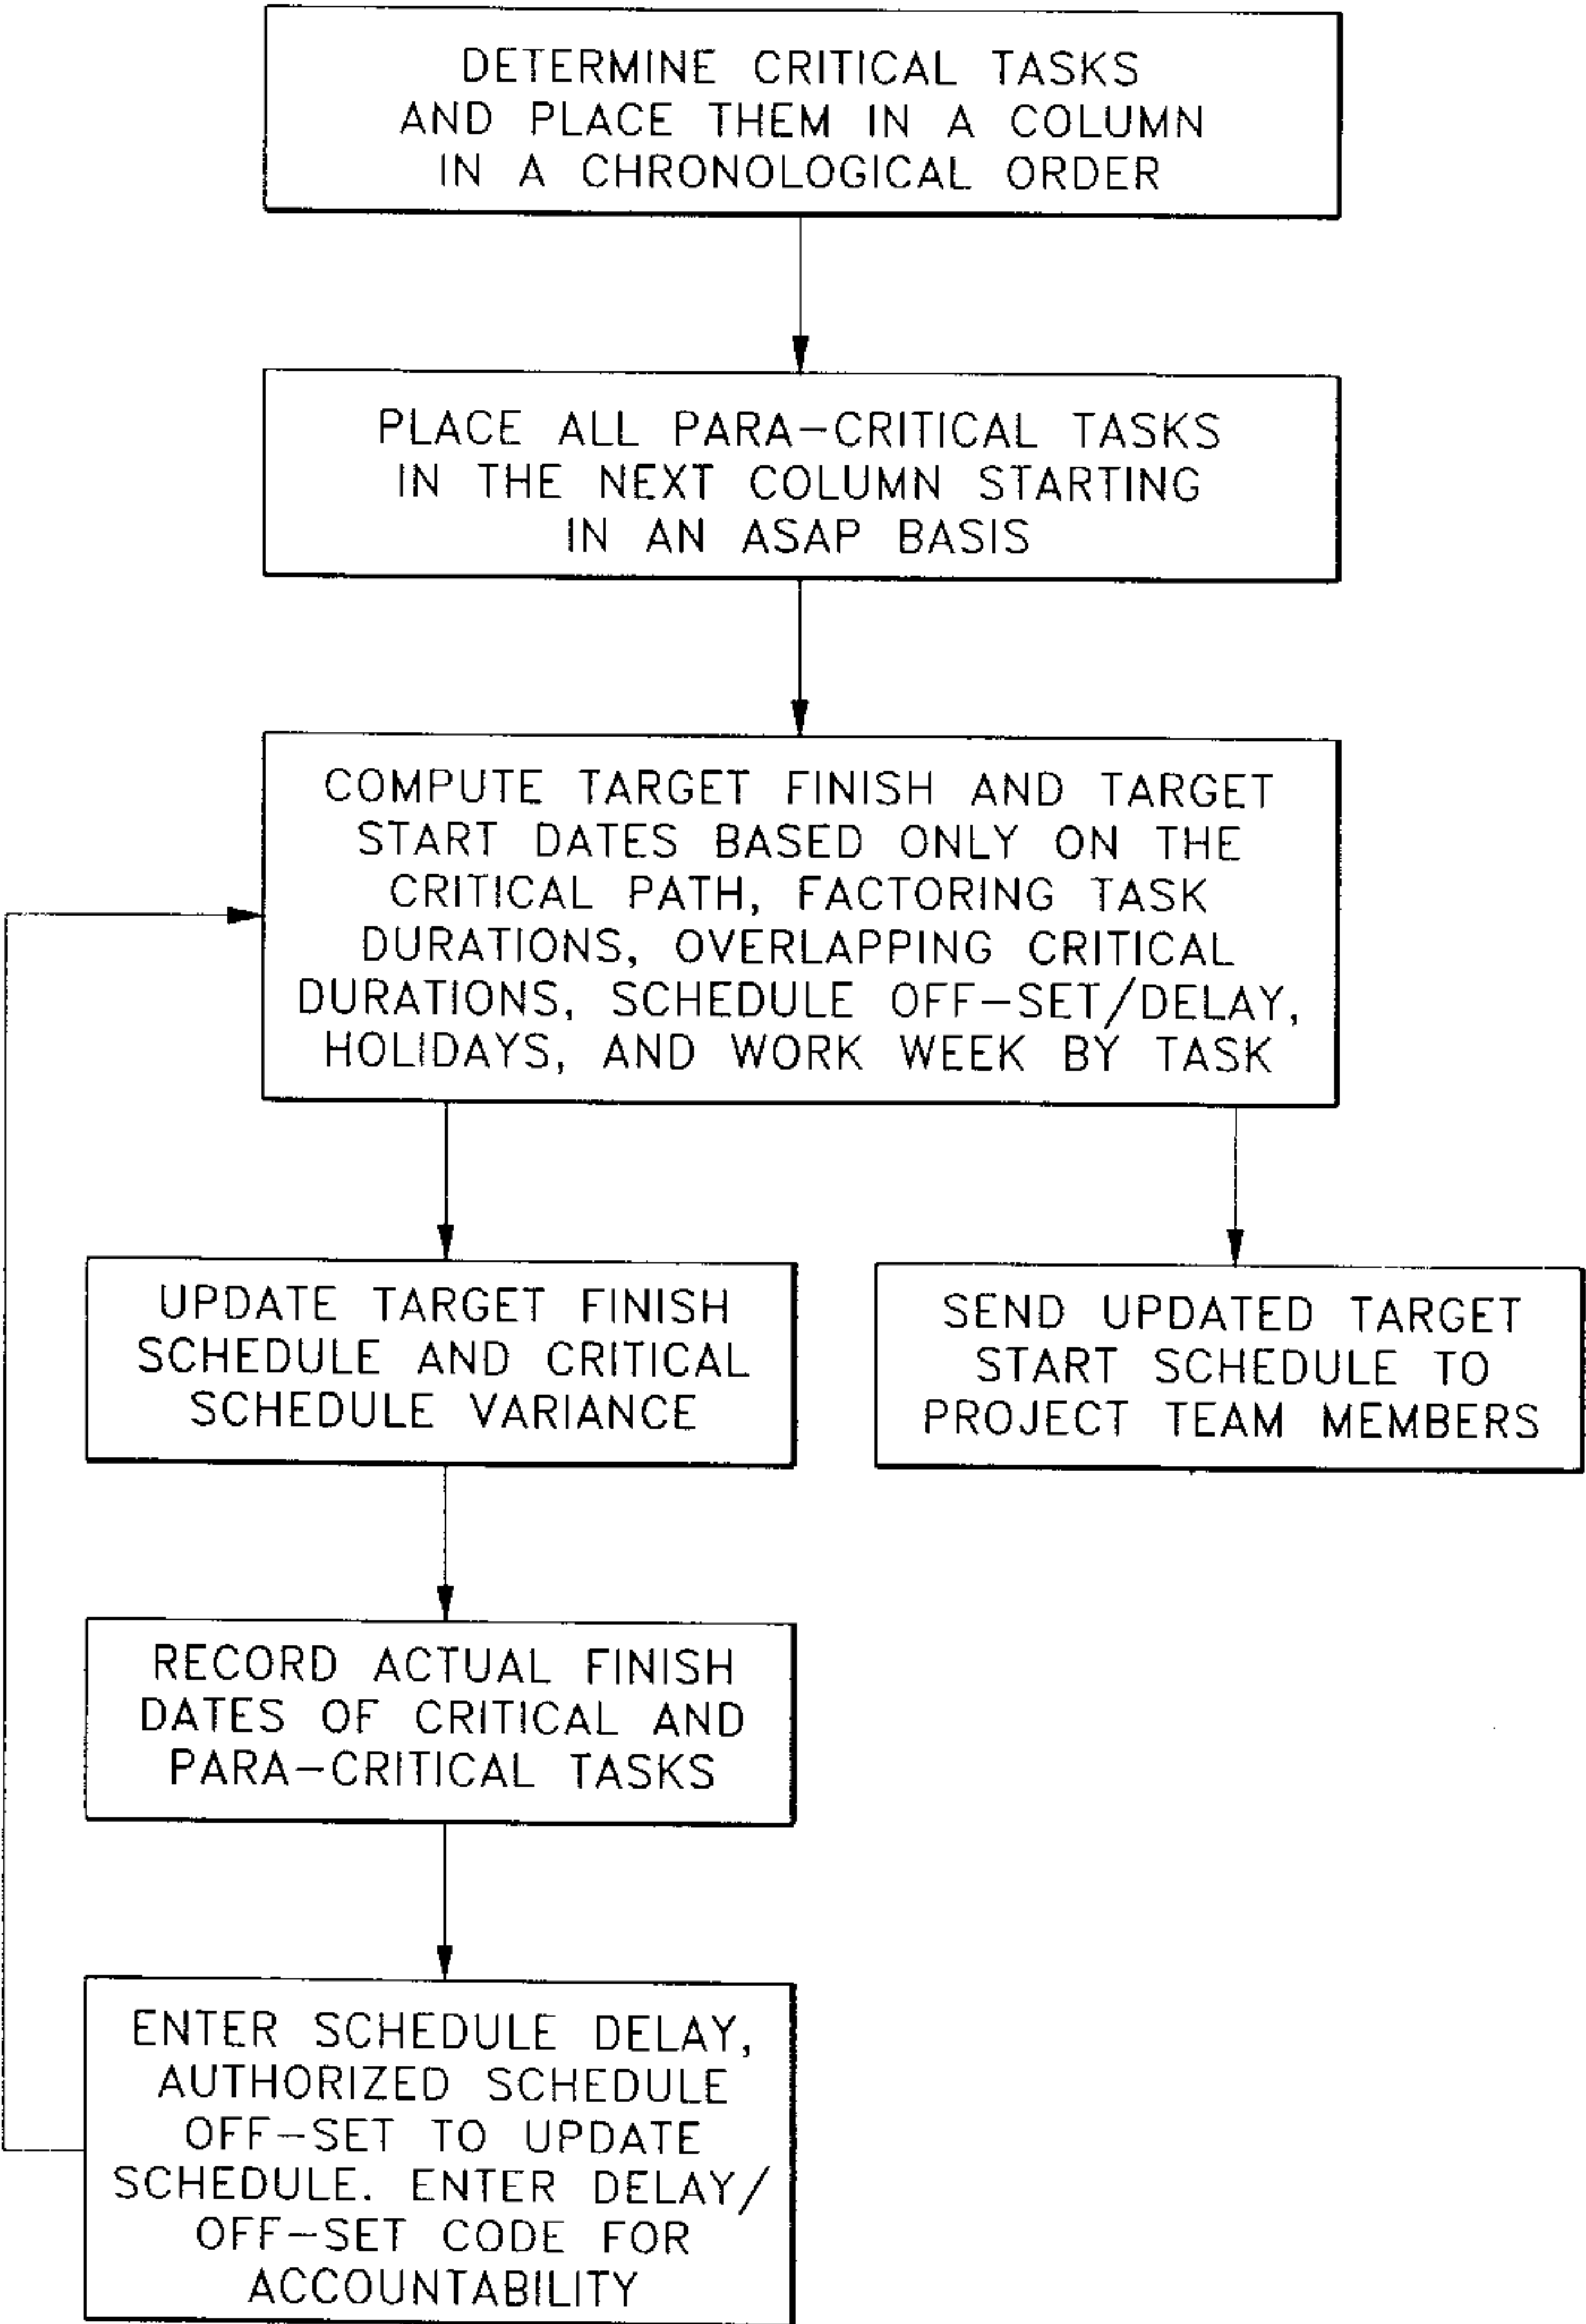 DETERMINE CRITICAL TASKS
AND PLACE THEM IN A COLUMN
IN A CHRONOLOGICAL ORDER
PLACE ALL PARA-CRITICAL TASKS
IN THE NEXT COLUMN STARTING
IN AN ASAP BASIS
COMPUTE TARGET FINISH AND TARGET
START DATES BASED ONLY ON THE
CRITICAL PATH, FACTORING TASK
DURATIONS, OVERLAPPING CRITICAL
DURATIONS, SCHEDULE OFF-SET/DELAY,
HOLIDAYS, AND WORK WEEK BY TASK
UPDATE TARGET FINISH
SCHEDULE AND CRITICAL
SCHEDULE VARIANCE
SEND UPDATED TARGET
START SCHEDULE TO
PROJECT TEAM MEMBERS
RECORD ACTUAL FINISH
DATES OF CRITICAL AND
PARA-CRITICAL TASKS
ENTER SCHEDULE DELAY,
AUTHORIZED SCHEDULE
OFF-SET TO UPDATE
SCHEDULE. ENTER DELAY/
OFF-SET CODE FOR
ACCOUNTABILITY